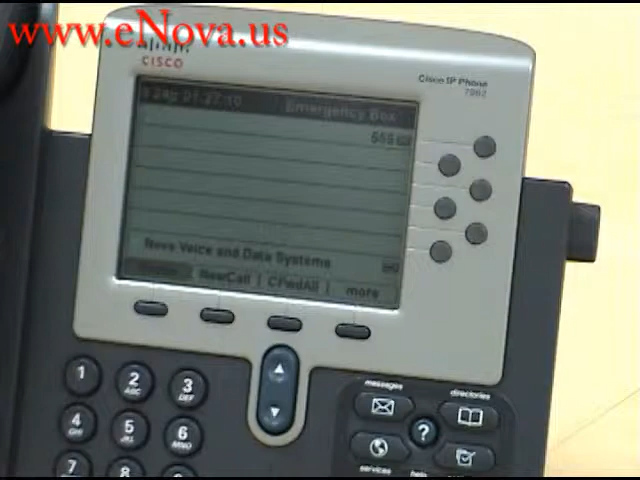 www.eNova.us
CISCO
Cisco IP Phone
7962
Emergency Box
555
Nova Voice and Data Systems
NewCall CFwdAll more
1 2 ABC 3 DEF
4 GHI 5 JKL 6 MNO
7 8
messages directories
?
services help